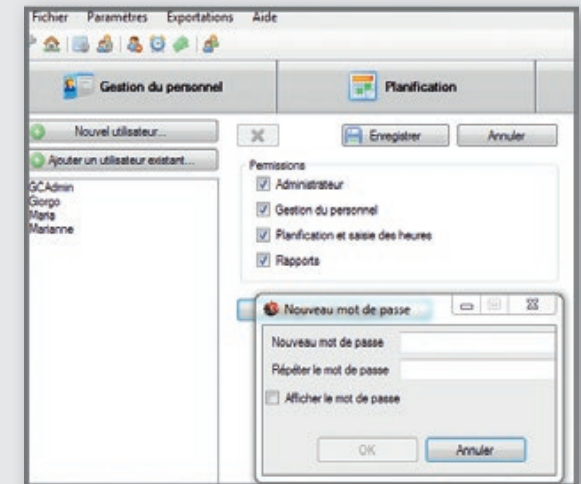 Fichier Paramètres Exportations Aide
Gestion du personnel Planification
Nouvel utilisateur... Enregistrer Annuler
Ajouter un utilisateur existant...
Permissions
GCAdmin
Giorgo
Maria
Marianne
Administrateur
Gestion du personnel
Planification et saisie des heures
Rapports
Nouveau mot de passe
Nouveau mot de passe
Répéter le mot de passe
Afficher le mot de passe
OK Annuler